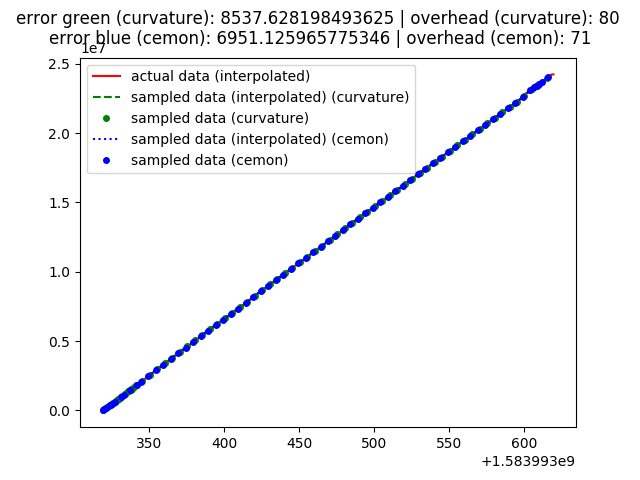 error green (curvature): 8537.628198493625 | overhead (curvature): 80
error blue (cemon): 6951.125965775346 | overhead (cemon): 71
1e7
actual data (interpolated)
sampled data (interpolated) (curvature)
sampled data (curvature)
sampled data (interpolated) (cemon)
sampled data (cemon)
2.5
2.0
1.5
1.0
0.5
0.0
350
400
450
500
550
600
+1.583993e9